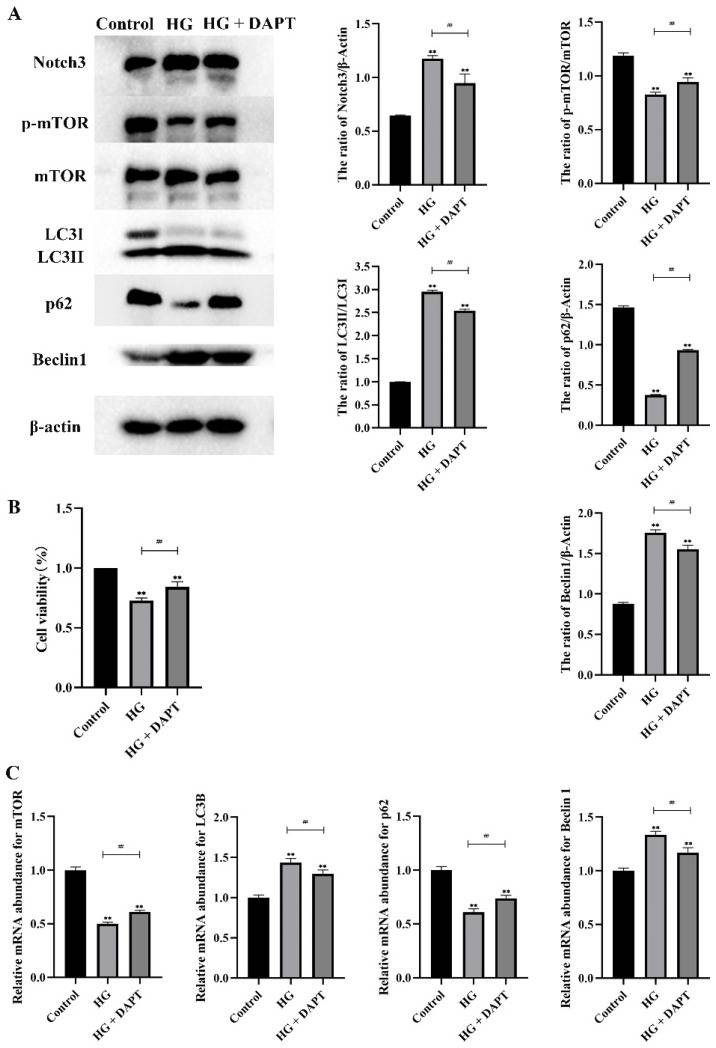 A
Control HG HG + DAPT
Notch3
p-mTOR
mTOR
LC3I
LC3II
p62
Beclin1
β-actin
The ratio of Notch3/β-Actin
1.5
1.0
0.5
0.0
**
**
##
Control
HG
HG + DAPT
The ratio of p-mTOR/mTOR
1.5
1.0
0.5
0.0
**
**
##
Control
HG
HG + DAPT
The ratio of LC3II/LC3I
3.5
3.0
2.5
2.0
1.5
1.0
0.5
0.0
**
**
##
Control
HG
HG + DAPT
The ratio of p62/β-Actin
2.0
1.5
1.0
0.5
0.0
**
**
##
Control
HG
HG + DAPT
B
Cell viability (%)
1.5
1.0
0.5
0.0
**
**
##
Control
HG
HG + DAPT
The ratio of Beclin1/β-Actin
2.0
1.5
1.0
0.5
0.0
**
**
##
Control
HG
HG + DAPT
C
Relative mRNA abundance for mTOR
1.5
1.0
0.5
0.0
**
**
##
Control
HG
HG + DAPT
Relative mRNA abundance for LC3B
2.0
1.5
1.0
0.5
0.0
**
**
##
Control
HG
HG + DAPT
Relative mRNA abundance for p62
1.5
1.0
0.5
0.0
**
**
##
Control
HG
HG + DAPT
Relative mRNA abundance for Beclin 1
1.5
1.0
0.5
0.0
**
**
##
Control
HG
HG + DAPT